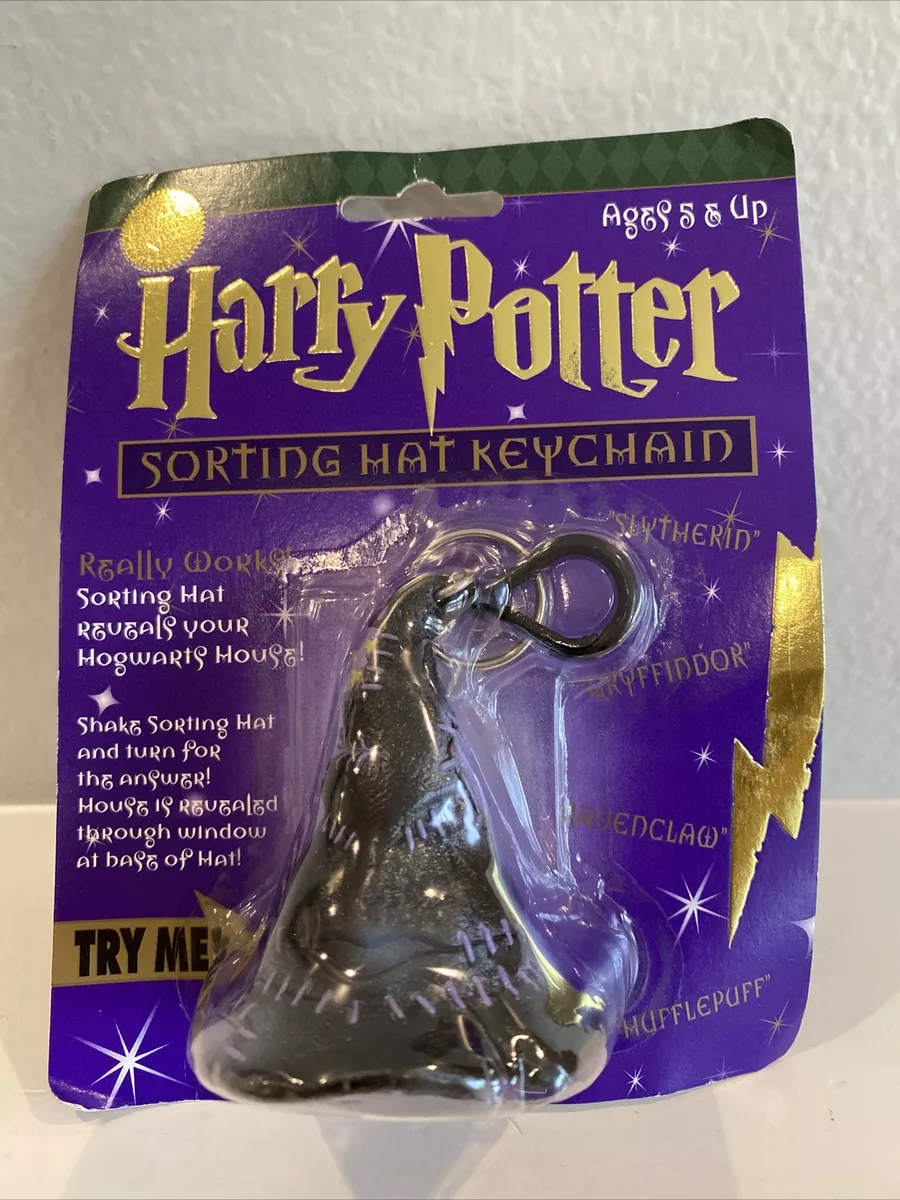 Ages 5 & Up
Harry Potter
SORTING HAT KEYCHAIN
"SLYTHERIN"
Really Works!
Sorting Hat
Reveals your
Hogwarts House!
GRYFFINDOR"
Shake Sorting Hat
and turn for
the answer!
House is revealed
through window
at base of Hat!
RAVENCLAW"
TRY ME!
"HUFFLEPUFF"